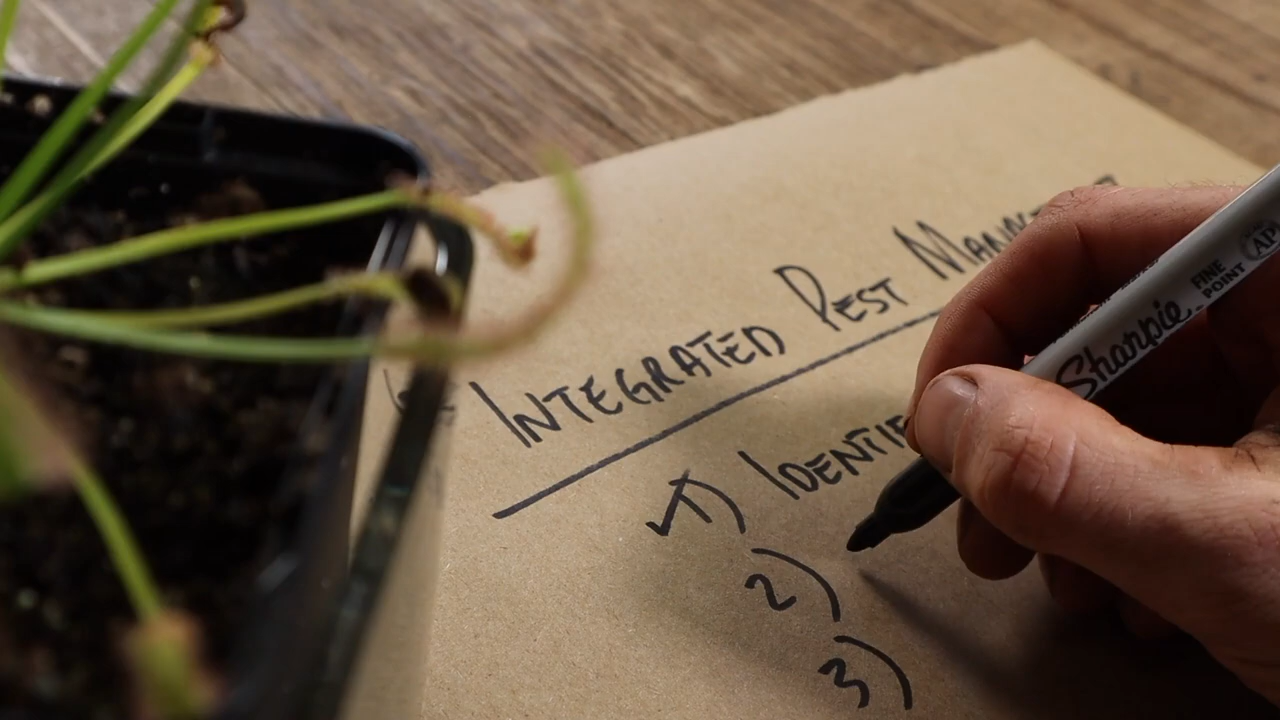 INTEGRATED PEST
1)
2)
3)
Sharpie.
FINE
POINT